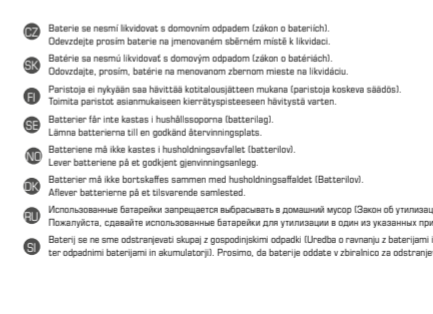 CZ Baterie se nesmí likvidovat s domovním odpadem (zákon o bateriích).
Odevzdejte prosím baterie na jmenovaném sběrném místě k likvidaci.
SK Batérie sa nesmú likvidovať s domovým odpadom (zákon o batériách).
Odovzdajte, prosím, batérie na menovanom zbernom mieste na likvidáciu.
FI Paristoja ei nykyään saa hävittää kotitalousjätteen mukana (paristoja koskeva säädös).
Toimita paristot asianmukaiseen kierrätyspisteeseen hävitystä varten.
SE Batterier får inte kastas i hushållssoporna (batterilag).
Lämna batterierna till en godkänd återvinningsplats.
NO Batteriene må ikke kastes i husholdningsavfallet (batterilov).
Lever batteriene på et godkjent gjenvinningsanlegg.
DK Batterier må ikke bortskaffes sammen med husholdningsaffaldet (Batterilov).
Aflever batterierne på et tilsvarende samlested.
RU Использованные батарейки запрещается выбрасывать в домашний мусор (Закон об утилизац
Пожалуйста, сдавайте использованные батарейки для утилизации в один из указанных при
SI Baterij se ne sme odstranjevati skupaj z gospodinjskimi odpadki (Uredba o ravnanju z baterijami i
ter odpadnimi baterijami in akumulatorji). Prosimo, da baterije oddate v zbiralnico za odstranje